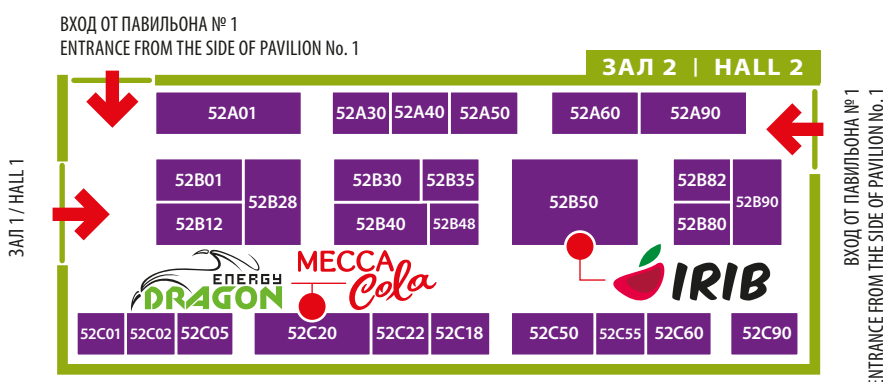 ВХОД ОТ ПАВИЛЬОНА № 1
ENTRANCE FROM THE SIDE OF PAVILION No. 1
ЗАЛ 2 | HALL 2
52A01
52A30
52A40
52A50
52A60
52A90
ЗАЛ 1 / HALL 1
52B01
52B12
52B28
52B30
52B35
52B40
52B48
52B50
52B82
52B80
52B90
ВХОД ОТ ПАВИЛЬОНА № 1
ENTRANCE FROM THE SIDE OF PAVILION No. 1
ENERGY
DRAGON
MECCA
Cola
IRIB
52C01
52C02
52C05
52C20
52C22
52C18
52C50
52C55
52C60
52C90